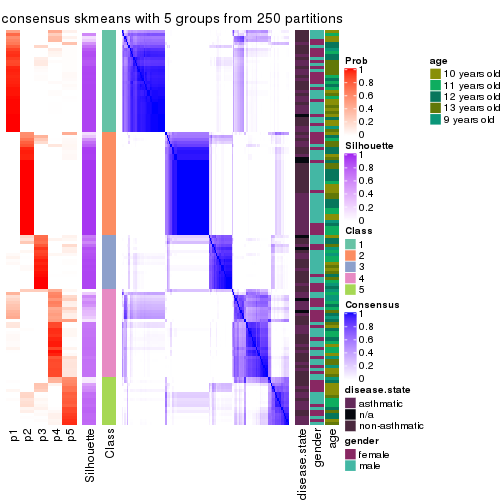 consensus skmeans with 5 groups from 250 partitions
Prob
1
0.8
0.6
0.4
0.2
0
Silhouette
1
0.8
0.6
0.4
0.2
0
Class
1
2
3
4
5
Consensus
1
0.8
0.6
0.4
0.2
0
disease.state
asthmatic
n/a
non-asthmatic
gender
female
male
age
10 years old
11 years old
12 years old
13 years old
9 years old
p1
p2
p3
p4
p5
Silhouette
Class
disease.state
gender
age